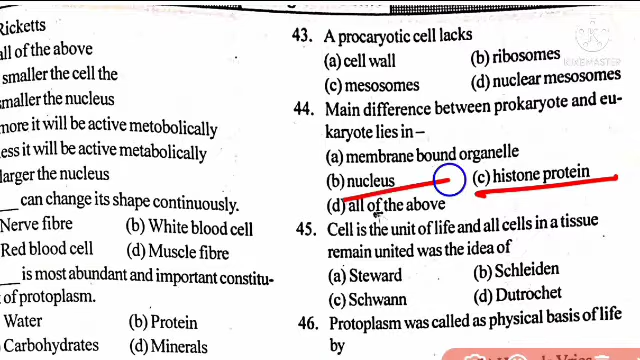 Ricketts
all of the above
smaller the cell the
smaller the nucleus
more it will be active metobolically
ess it will be active metabolically
larger the nucleus
___ can change its shape continuously.
Nerve fibre (b) White blood cell
Red blood cell (d) Muscle fibre
___ is most abundant and important constitu-
t of protoplasm.
Water (b) Protein
Carbohydrates (d) Minerals
43. A procaryotic cell lacks
(a) cell wall (b) ribosomes
(c) mesosomes (d) nuclear mesosomes
44. Main difference between prokaryote and eu-
karyote lies in –
(a) membrane bound organelle
(b) nucleus (c) histone protein
(d) all of the above
45. Cell is the unit of life and all cells in a tissue
remain united was the idea of
(a) Steward (b) Schleiden
(c) Schwann (d) Dutrochet
46. Protoplasm was called as physical basis of life
by
de Vries
KINEMASTER